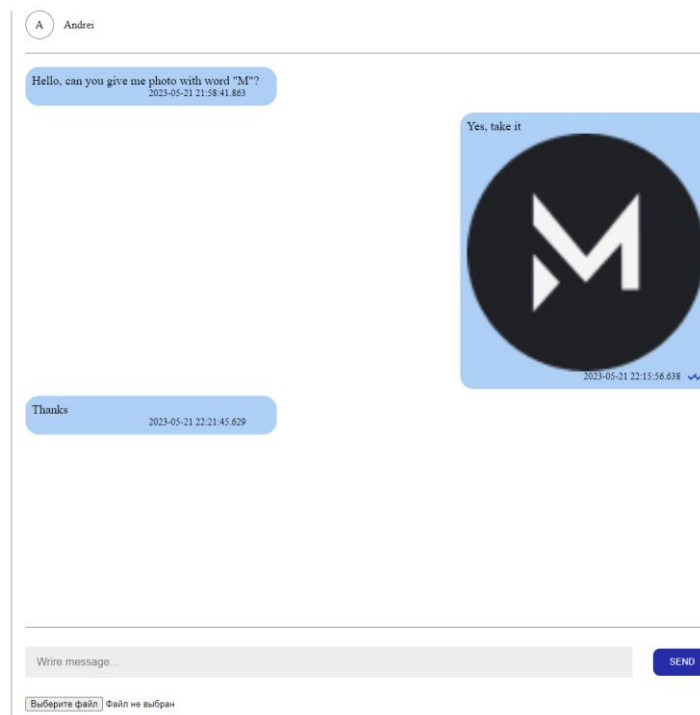 A Andrei
Hello, can you give me photo with word "M"?
2023-05-21 21:58:41.863
Yes, take it
M
2023-05-21 22:15:56.638
Thanks
2023-05-21 22:21:45.629
Wrire message...
SEND
Выберите файл Файл не выбран